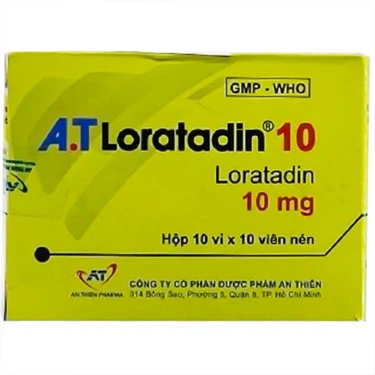 GMP - WHO
A.T Loratadin® 10
Loratadin
10 mg
Hộp 10 vỉ x 10 viên nén
AT
AN THIEN PHARMA
CÔNG TY CỔ PHẦN DƯỢC PHẨM AN THIÊN
314 Bông Sao, Phường 5, Quận 8, TP. Hồ Chí Minh